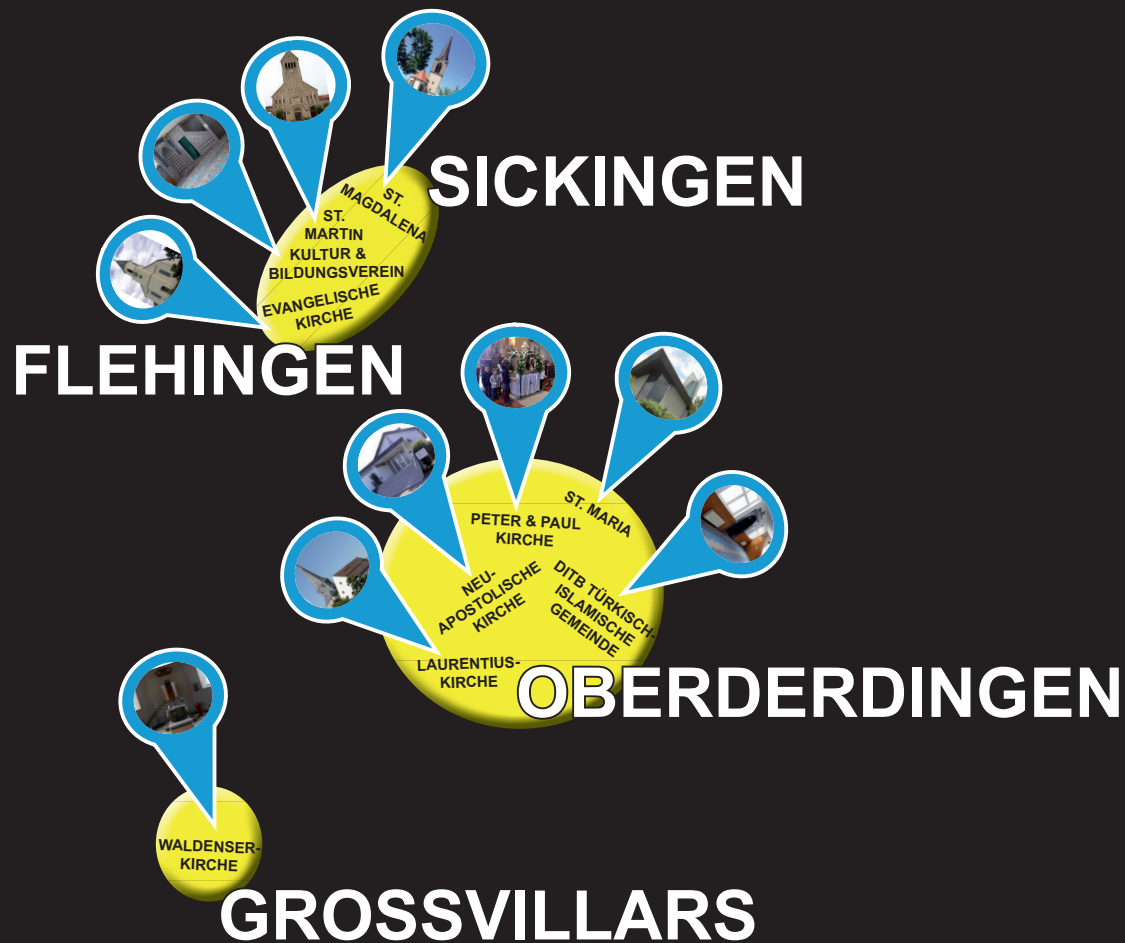 SICKINGEN
ST.
MAGDALENA
ST.
MARTIN
KULTUR &
BILDUNGSVEREIN
EVANGELISCHE
KIRCHE
FLEHINGEN
ST. MARIA
PETER & PAUL
KIRCHE
NEU-
APOSTOLISCHE
KIRCHE
DITB TÜRKISCH-
ISLAMISCHE
GEMEINDE
LAURENTIUS-
KIRCHE
OBERDERDINGEN
WALDENSER-
KIRCHE
GROSSVILLARS